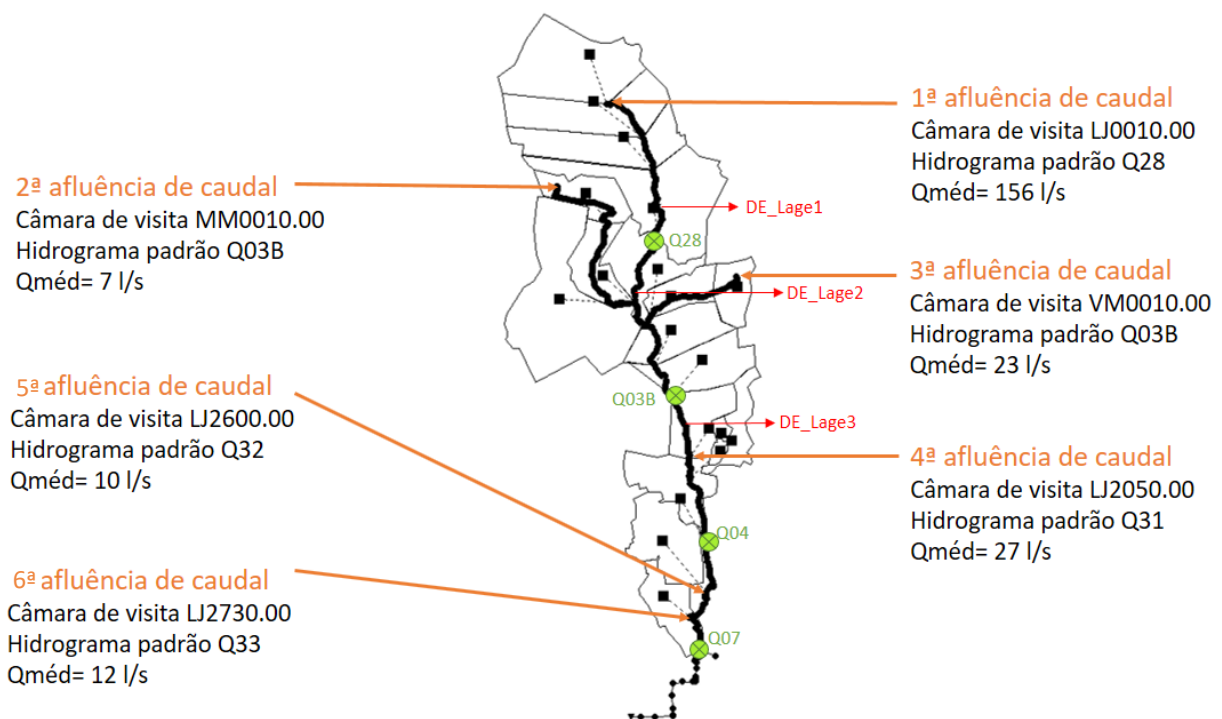 1ª afluência de caudal
Câmara de visita LJ0010.00
Hidrograma padrão Q28
Qméd= 156 l/s
2ª afluência de caudal
Câmara de visita MM0010.00
Hidrograma padrão Q03B
Qméd= 7 l/s
DE_Lage1
Q28
3ª afluência de caudal
Câmara de visita VM0010.00
Hidrograma padrão Q03B
Qméd= 23 l/s
DE_Lage2
5ª afluência de caudal
Câmara de visita LJ2600.00
Hidrograma padrão Q32
Qméd= 10 l/s
Q03B
DE_Lage3
4ª afluência de caudal
Câmara de visita LJ2050.00
Hidrograma padrão Q31
Qméd= 27 l/s
Q04
6ª afluência de caudal
Câmara de visita LJ2730.00
Hidrograma padrão Q33
Qméd= 12 l/s
Q07